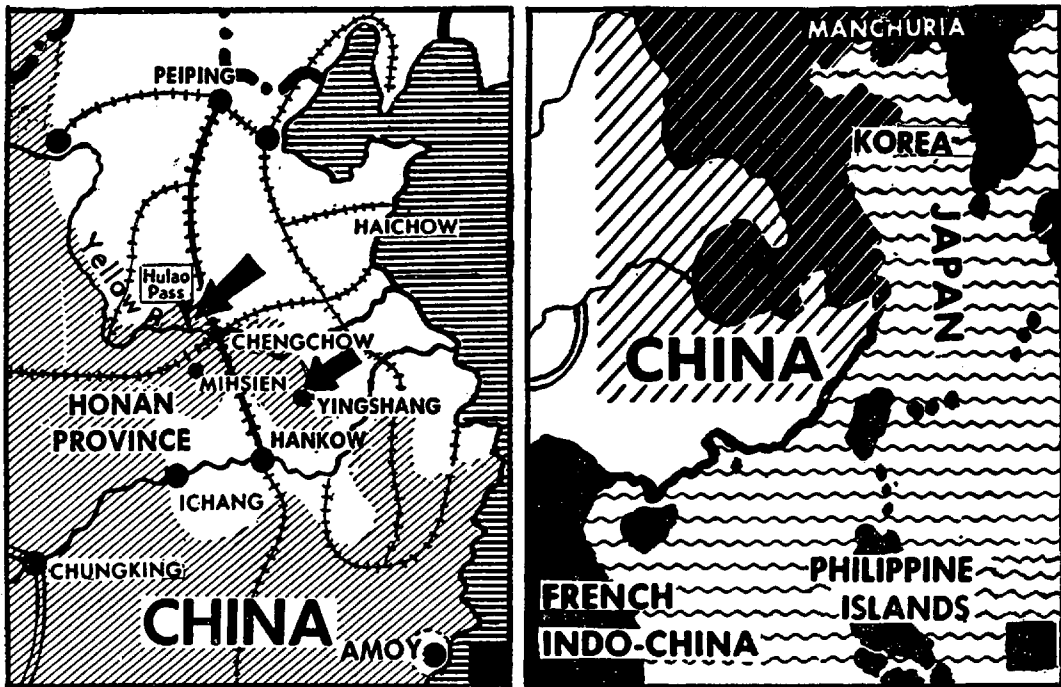 PEIPING
HAICHOW
Yellow R.
Hulao
Pass
CHENGCHOW
MIHSIEN
YINGSHANG
HONAN
PROVINCE
HANKOW
ICHANG
CHUNGKING
CHINA
AMOY
MANCHURIA
KOREA
JAPAN
CHINA
PHILIPPINE
ISLANDS
FRENCH
INDO-CHINA